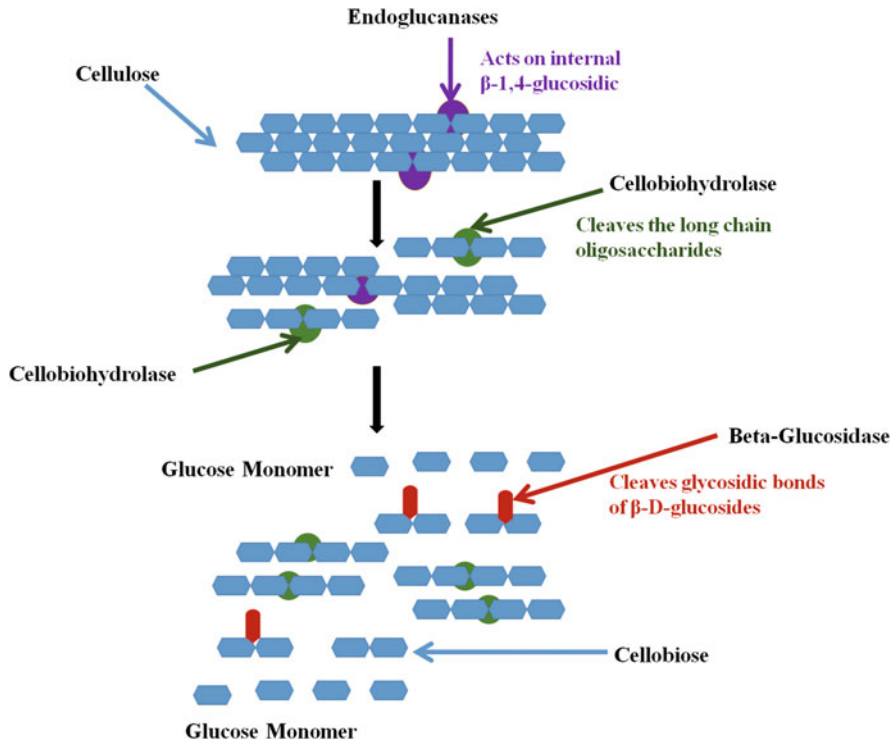 Endoglucanases
Acts on internal
β-1,4-glucosidic
Cellulose
Cellobiohydrolase
Cleaves the long chain
oligosaccharides
Cellobiohydrolase
Beta-Glucosidase
Glucose Monomer
Cleaves glycosidic bonds
of β-D-glucosides
Cellobiose
Glucose Monomer